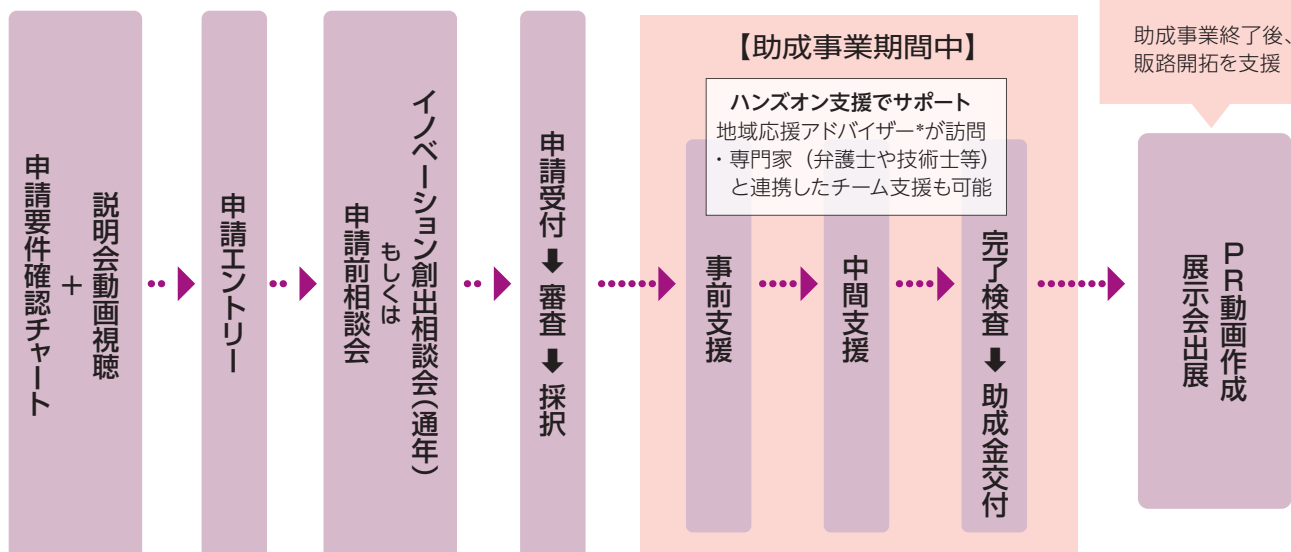 説明会動画視聴
＋
申請要件確認チャート
申請エントリー
イノベーション創出相談会(通年)
もしくは
申請前相談会
申請受付➡審査➡採択
【助成事業期間中】
ハンズオン支援でサポート
地域応援アドバイザー*が訪問
・専門家（弁護士や技術士等）
と連携したチーム支援も可能
事前支援
中間支援
完了検査➡助成金交付
助成事業終了後、
販路開拓を支援
PR動画作成
展示会出展